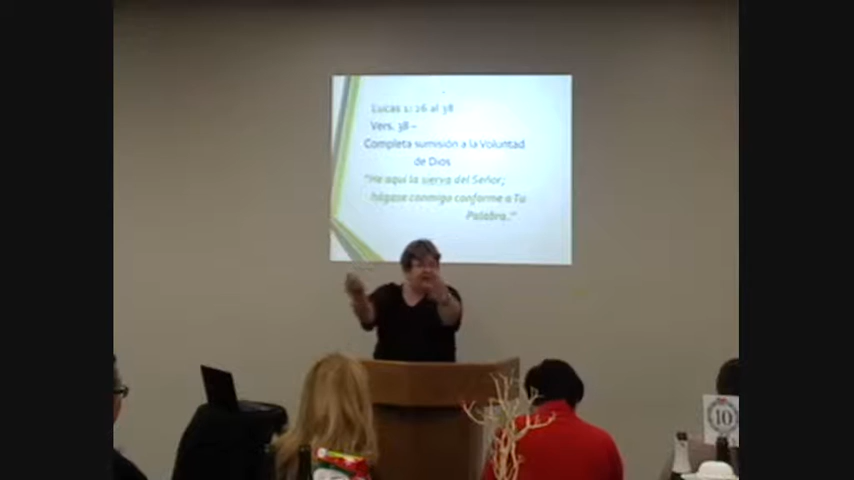 Lucas 1: 26 al 38
Vers. 38 –
Completa sumisión a la Voluntad
de Dios
"He aquí la sierva del Señor;
hágase conmigo conforme a Tu
Palabra."
10